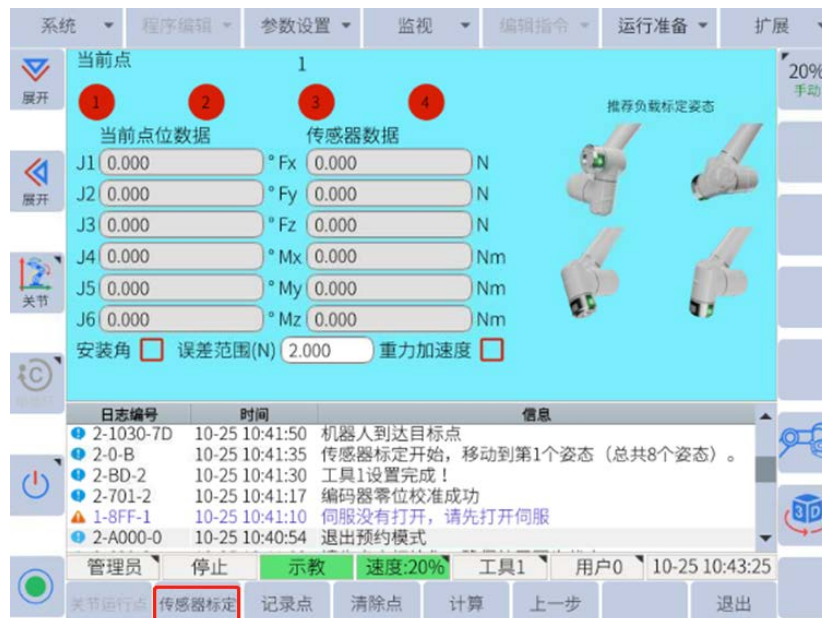 系统 程序编辑 参数设置 监视 编辑指令 运行准备 扩展
当前点 1
20%
手动
展开
1 2 3 4
推荐负载标定姿态
当前点位数据 传感器数据
J1 0.000 ° Fx 0.000 N
展开
J2 0.000 ° Fy 0.000 N
J3 0.000 ° Fz 0.000 N
J4 0.000 ° Mx 0.000 Nm
J5 0.000 ° My 0.000 Nm
关节
J6 0.000 ° Mz 0.000 Nm
安装角 误差范围(N) 2.000 重力加速度
C
日志编号 时间 信息
2-1030-7D 10-25 10:41:50 机器人到达目标点
2-0-B 10-25 10:41:35 传感器标定开始，移动到第1个姿态（总共8个姿态）。
2-BD-2 10-25 10:41:30 工具1设置完成！
2-701-2 10-25 10:41:17 编码器零位校准成功
1-8FF-1 10-25 10:41:10 伺服没有打开，请先打开伺服
3D
2-A000-0 10-25 10:40:54 退出预约模式
管理员 停止 示教 速度:20% 工具1 用户0 10-25 10:43:25
关节运行点 传感器标定 记录点 清除点 计算 上一步 退出